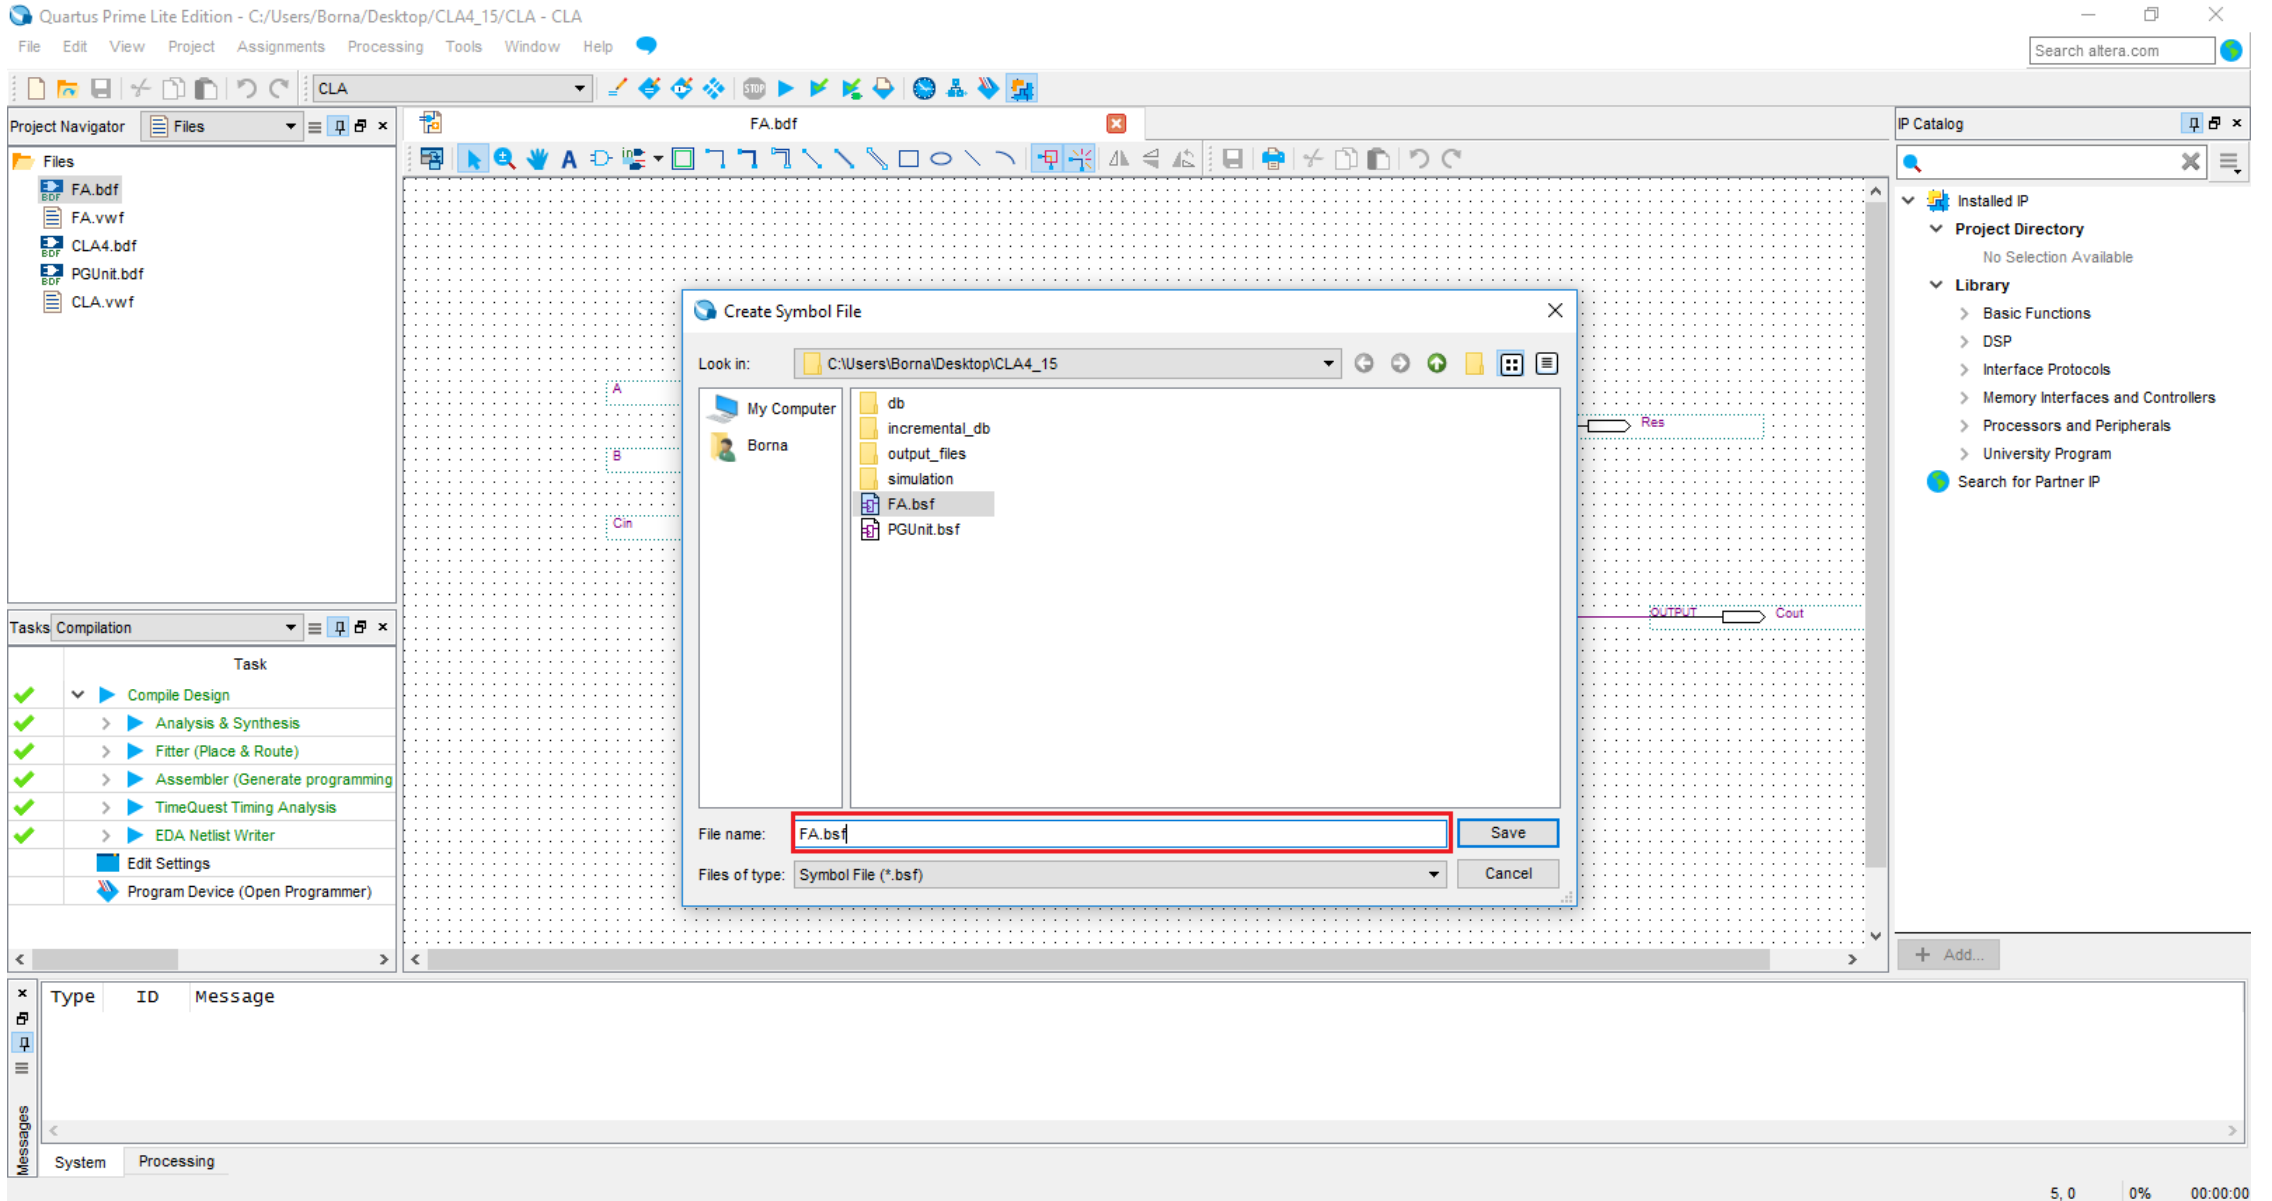 Quartus Prime Lite Edition - C:/Users/Borna/Desktop/CLA4_15/CLA - CLA
File Edit View Project Assignments Processing Tools Window Help
Search altera.com
CLA
STOP
Project Navigator Files
FA.bdf
IP Catalog
Files
FA.bdf
FA.vwf
CLA4.bdf
PGUnit.bdf
CLA.vwf
Installed IP
Project Directory
No Selection Available
Library
Basic Functions
DSP
Interface Protocols
Memory Interfaces and Controllers
Processors and Peripherals
University Program
Search for Partner IP
A
B
Cin
Res
OUTPUT Cout
Create Symbol File
Look in: C:\Users\Borna\Desktop\CLA4_15
My Computer
Borna
db
incremental_db
output_files
simulation
FA.bsf
PGUnit.bsf
File name: FA.bsf Save
Files of type: Symbol File (*.bsf) Cancel
Tasks Compilation
Task
Compile Design
Analysis & Synthesis
Fitter (Place & Route)
Assembler (Generate programming
TimeQuest Timing Analysis
EDA Netlist Writer
Edit Settings
Program Device (Open Programmer)
+ Add...
Type ID Message
Messages
System Processing
5, 0 0% 00:00:00